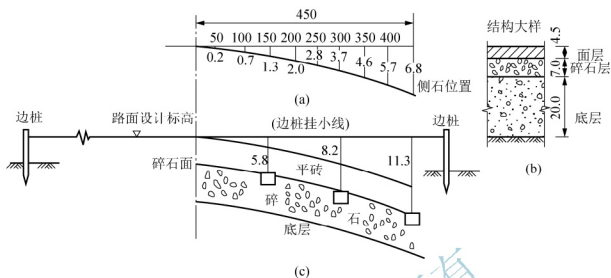 450
50 100 150 200 250 300 350 400
0.2 0.7 1.3 2.0 2.8 3.7 4.6 5.7 6.8
侧石位置
(a)
结构大样
4.5
7.0
20.0
面层
碎石层
底层
(b)
边桩
路面设计标高
(边桩挂小线)
边桩
碎石面
5.8
8.2
11.3
平砖
碎
石
底层
(c)